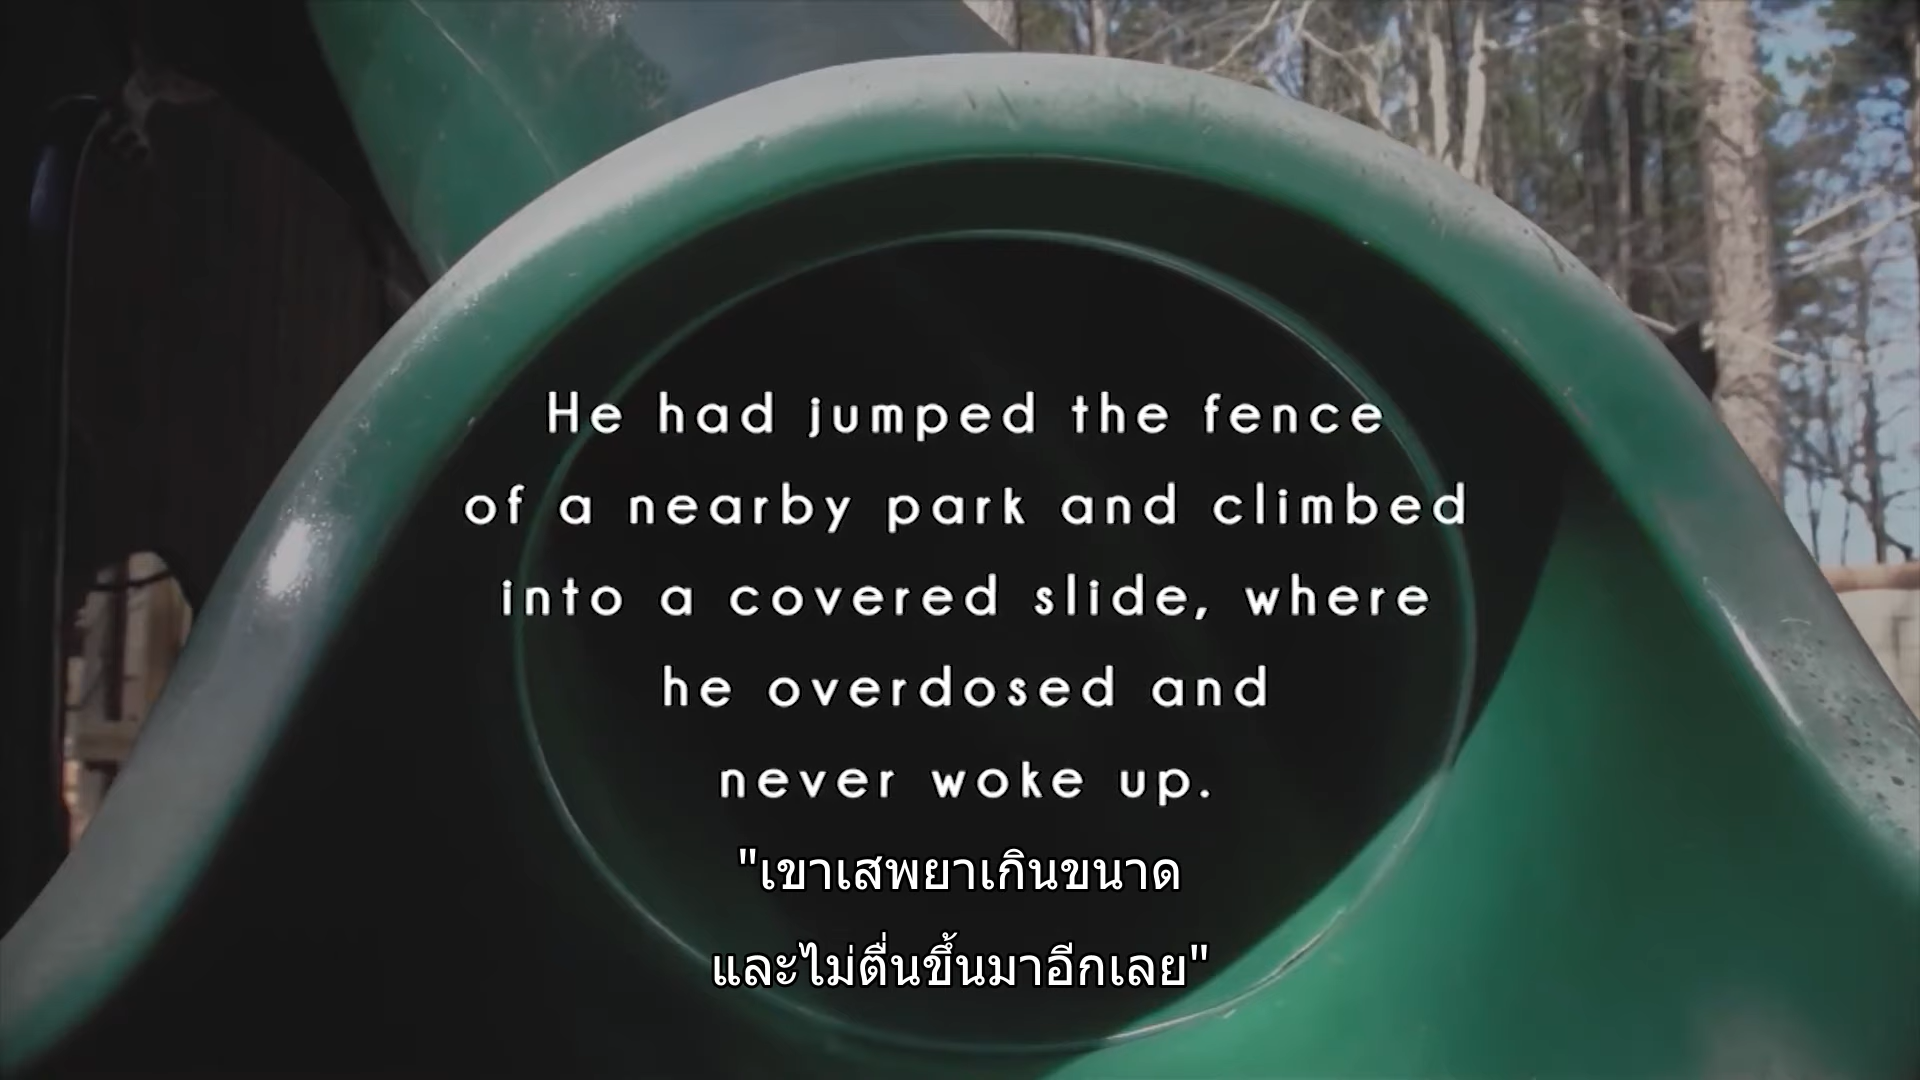 He had jumped the fence
of a nearby park and climbed
into a covered slide, where
he overdosed and
never woke up.
"เขาเสพยาเกินขนาด
และไม่ตื่นขึ้นมาอีกเลย"